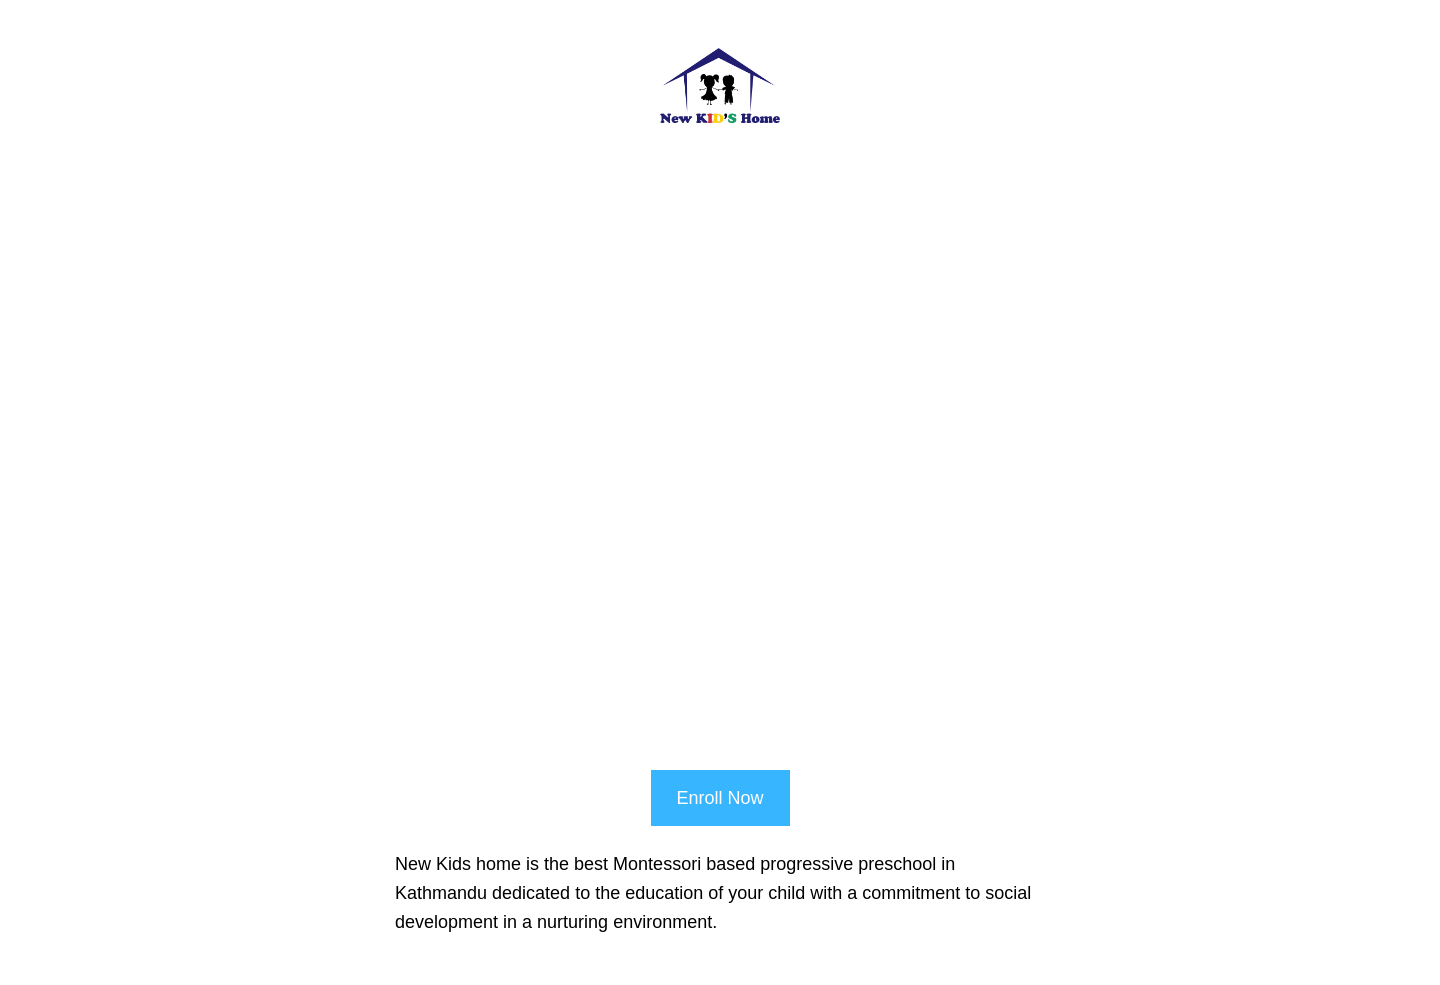 New KID'S Home
Enroll Now
New Kids home is the best Montessori based progressive preschool in
Kathmandu dedicated to the education of your child with a commitment to social
development in a nurturing environment.